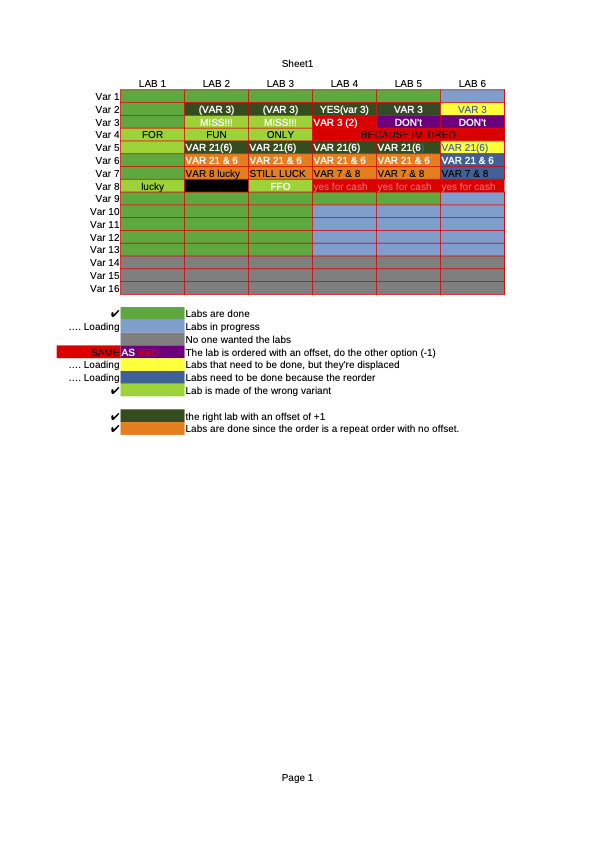 Sheet1
LAB 1 LAB 2 LAB 3 LAB 4 LAB 5 LAB 6
Var 1
Var 2 (VAR 3) (VAR 3) YES(var 3) VAR 3 VAR 3
Var 3 MISS!!! MISS!!! VAR 3 (2) DON't DON't
Var 4 FOR FUN ONLY BECAUSE IM TIRED
Var 5 VAR 21(6) VAR 21(6) VAR 21(6) VAR 21(6) VAR 21(6)
Var 6 VAR 21 & 6 VAR 21 & 6 VAR 21 & 6 VAR 21 & 6 VAR 21 & 6
Var 7 VAR 8 lucky STILL LUCK VAR 7 & 8 VAR 7 & 8 VAR 7 & 8
Var 8 lucky FFO yes for cash yes for cash yes for cash
Var 9
Var 10
Var 11
Var 12
Var 13
Var 14
Var 15
Var 16
✔ Labs are done
.... Loading Labs in progress
No one wanted the labs
SAME AS RED The lab is ordered with an offset, do the other option (-1)
.... Loading Labs that need to be done, but they're displaced
.... Loading Labs need to be done because the reorder
✔ Lab is made of the wrong variant
✔ the right lab with an offset of +1
✔ Labs are done since the order is a repeat order with no offset.
Page 1